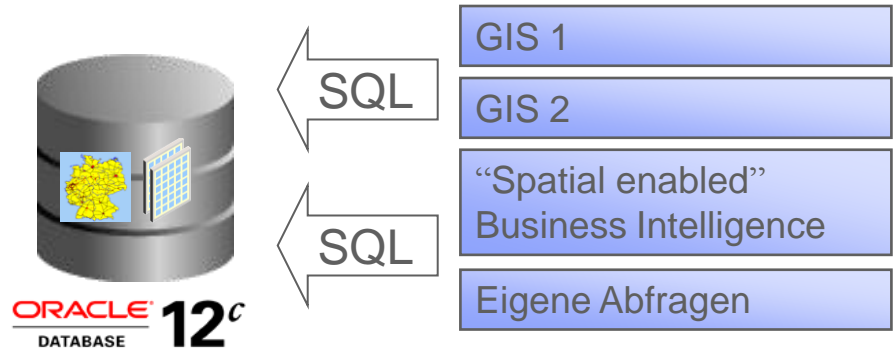 GIS 1
SQL
GIS 2
“Spatial enabled”
Business Intelligence
SQL
Eigene Abfragen
ORACLE
DATABASE
12c